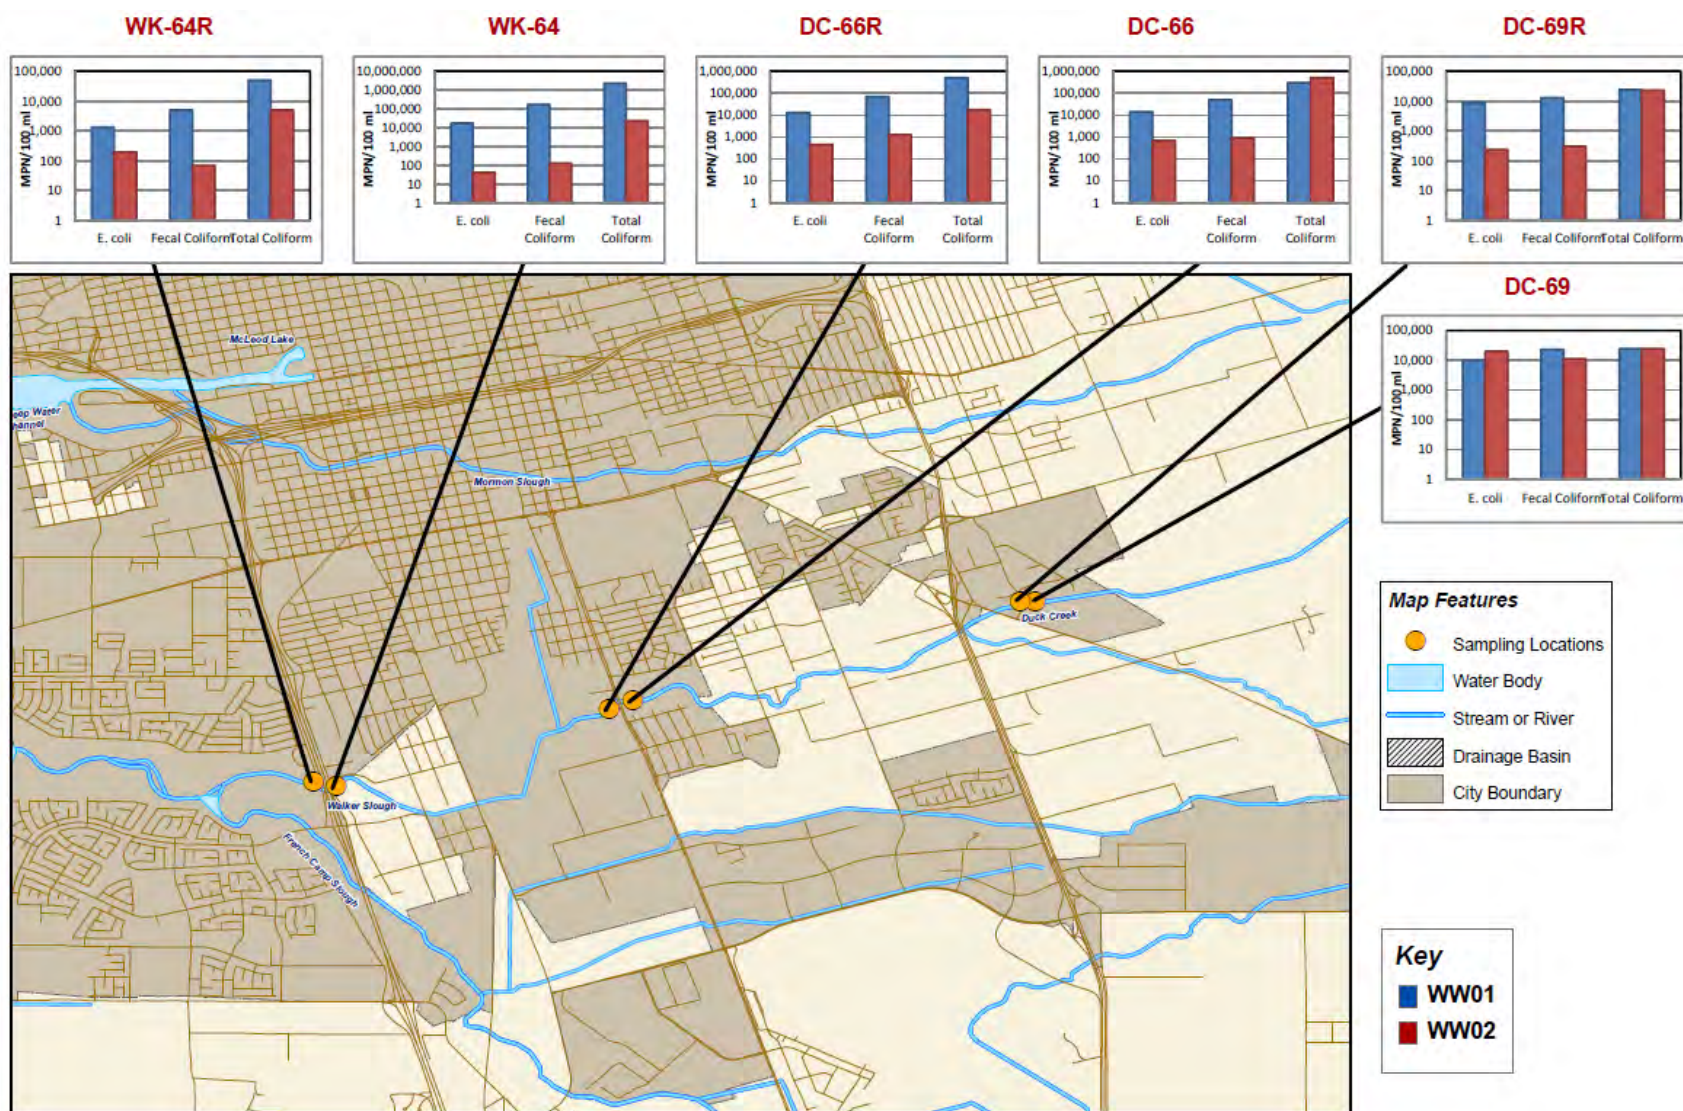 WK-64R
WK-64
DC-66R
DC-66
DC-69R
100,000
10,000
1,000
100
10
1
MPN/100 ml
E. coli
Fecal Coliform
Total Coliform
10,000,000
1,000,000
100,000
10,000
1,000
100
10
1
MPN/100 ml
E. coli
Fecal
Coliform
Total
Coliform
1,000,000
100,000
10,000
1,000
100
10
1
MPN/100 ml
E. coli
Fecal
Coliform
Total
Coliform
1,000,000
100,000
10,000
1,000
100
10
1
MPN/100 ml
E. coli
Fecal
Coliform
Total
Coliform
100,000
10,000
1,000
100
10
1
MPN/100 ml
E. coli
Fecal Coliform
Total Coliform
DC-69
100,000
10,000
1,000
100
10
1
MPN/100 ml
E. coli
Fecal Coliform
Total Coliform
McLeod Lake
eep Water
hannel
Mormon Slough
Duck Creek
Walker Slough
French Camp Slough
Map Features
Sampling Locations
Water Body
Stream or River
Drainage Basin
City Boundary
Key
WW01
WW02